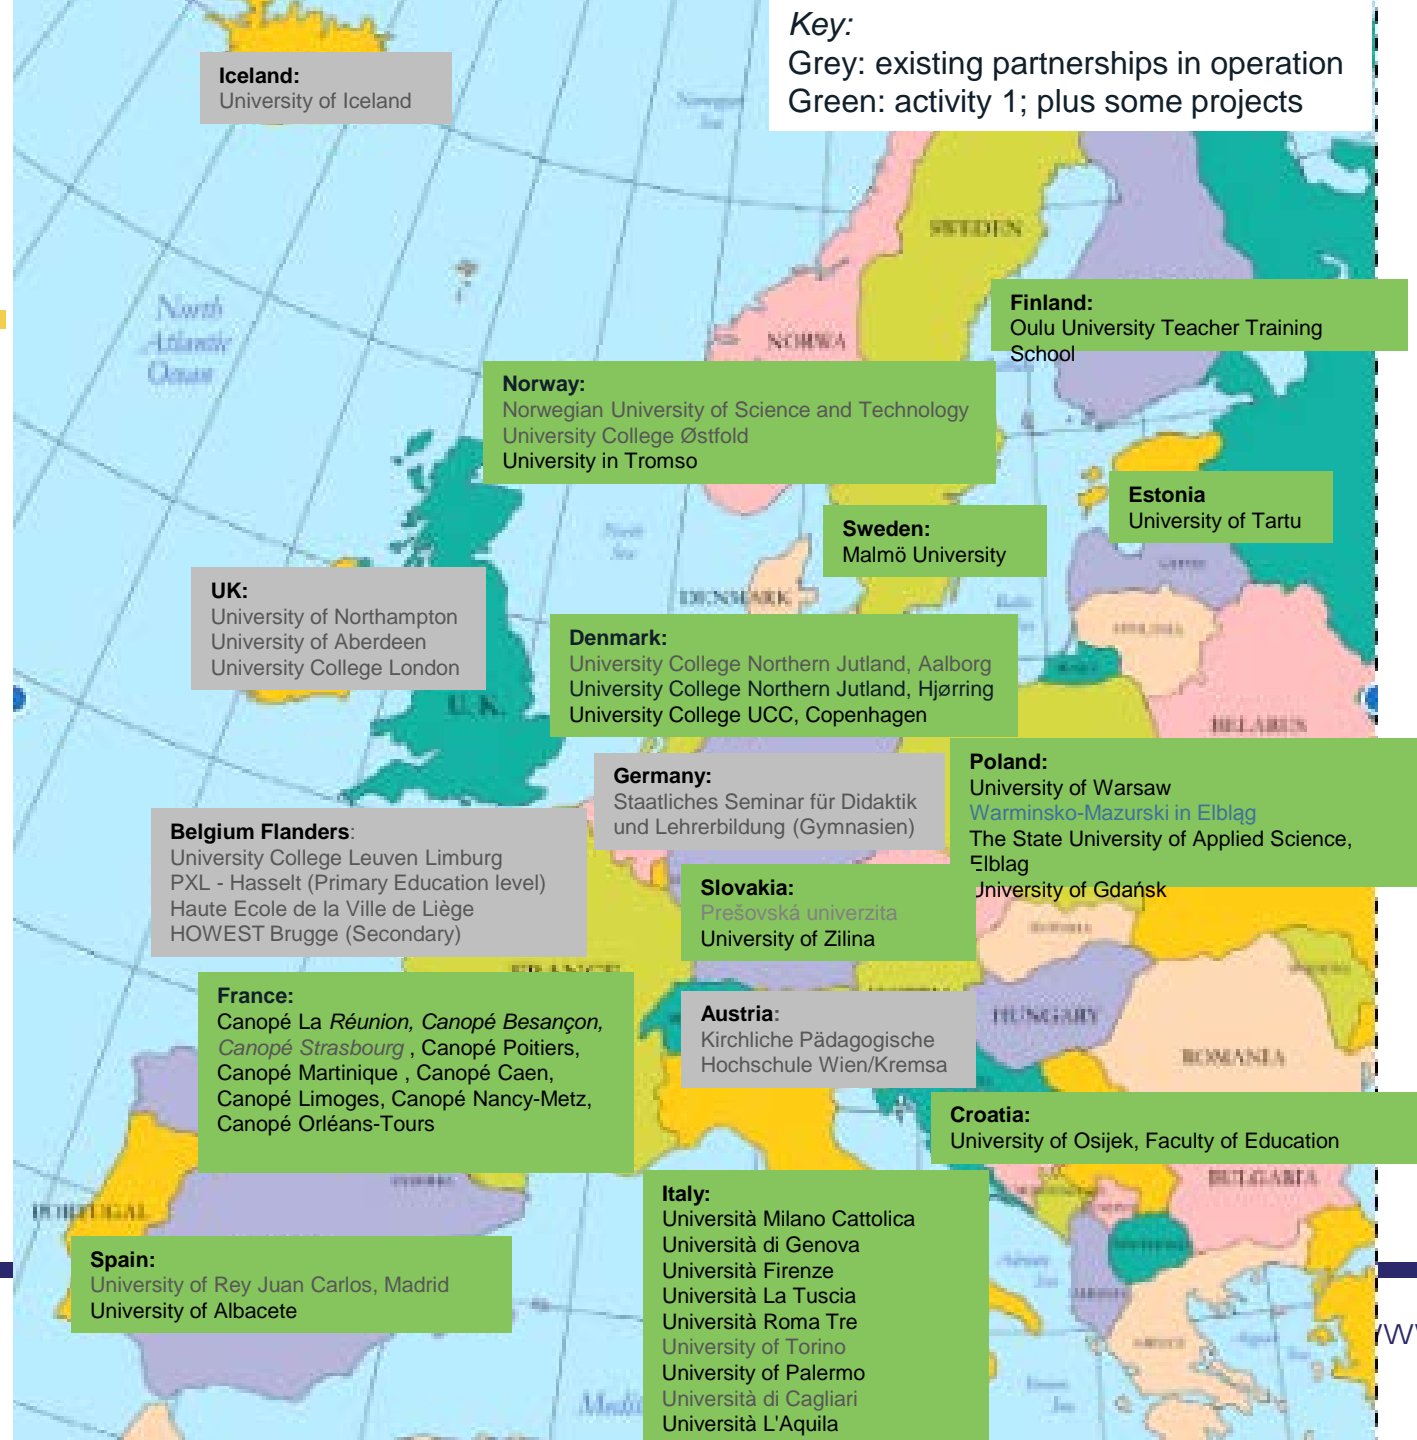 Key:
Grey: existing partnerships in operation
Green: activity 1; plus some projects
Iceland:
University of Iceland
SWEDEN
Finland:
Oulu University Teacher Training
School
North
Atlantic
Ocean
NORWA
Norway:
Norwegian University of Science and Technology
University College Østfold
University in Tromso
Estonia
University of Tartu
Sweden:
Malmö University
North
Sea
UK:
University of Northampton
University of Aberdeen
University College London
DENMARK
Denmark:
University College Northern Jutland, Aalborg
University College Northern Jutland, Hjørring
University College UCC, Copenhagen
U. K.
BELARUS
Germany:
Staatliches Seminar für Didaktik
und Lehrerbildung (Gymnasien)
Poland:
University of Warsaw
Warminsko-Mazurski in Elbląg
The State University of Applied Science,
Elblag
University of Gdańsk
Belgium Flanders:
University College Leuven Limburg
PXL - Hasselt (Primary Education level)
Haute Ecole de la Ville de Liège
HOWEST Brugge (Secondary)
Slovakia:
Prešovská univerzita
University of Zilina
FRANCE
France:
Canopé La Réunion, Canopé Besançon,
Canopé Strasbourg , Canopé Poitiers,
Canopé Martinique , Canopé Caen,
Canopé Limoges, Canopé Nancy-Metz,
Canopé Orléans-Tours
Austria:
Kirchliche Pädagogische
Hochschule Wien/Kremsa
HUNGARY
ROMANIA
Croatia:
University of Osijek, Faculty of Education
BULGARIA
PORTUGAL
Italy:
Università Milano Cattolica
Università di Genova
Università Firenze
Università La Tuscia
Università Roma Tre
University of Torino
University of Palermo
Università di Cagliari
Università L'Aquila
Spain:
University of Rey Juan Carlos, Madrid
University of Albacete